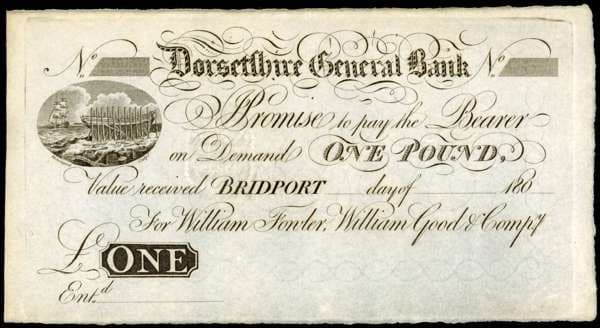 No Dorsetshire General Bank No
I Promise to pay the Bearer
on Demand ONE POUND,
Value received BRIDPORT day of 180
For William Fowler, William Good & Compy
£ ONE
Entd